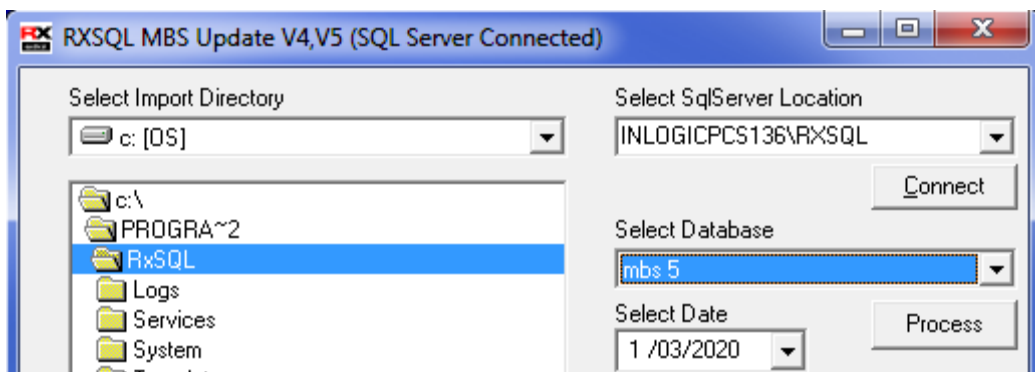 RX RXSQL MBS Update V4,V5 (SQL Server Connected)
Select Import Directory
c: [OS]
c:\
PROGRA~2
RxSQL
Logs
Services
System
Select SqlServer Location
INLOGICPCS136\RXSQL
Connect
Select Database
mbs 5
Select Date
1 /03/2020
Process